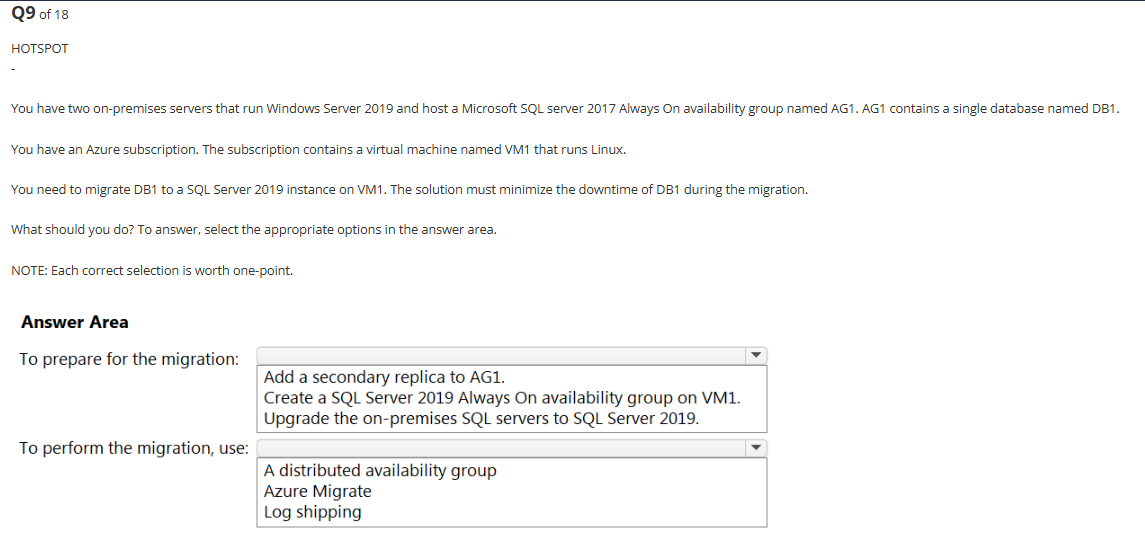 Q9 of 18
HOTSPOT
-
You have two on-premises servers that run Windows Server 2019 and host a Microsoft SQL server 2017 Always On availability group named AG1. AG1 contains a single database named DB1.
You have an Azure subscription. The subscription contains a virtual machine named VM1 that runs Linux.
You need to migrate DB1 to a SQL Server 2019 instance on VM1. The solution must minimize the downtime of DB1 during the migration.
What should you do? To answer, select the appropriate options in the answer area.
NOTE: Each correct selection is worth one-point.
Answer Area
To prepare for the migration:
Add a secondary replica to AG1.
Create a SQL Server 2019 Always On availability group on VM1.
Upgrade the on-premises SQL servers to SQL Server 2019.
To perform the migration, use:
A distributed availability group
Azure Migrate
Log shipping